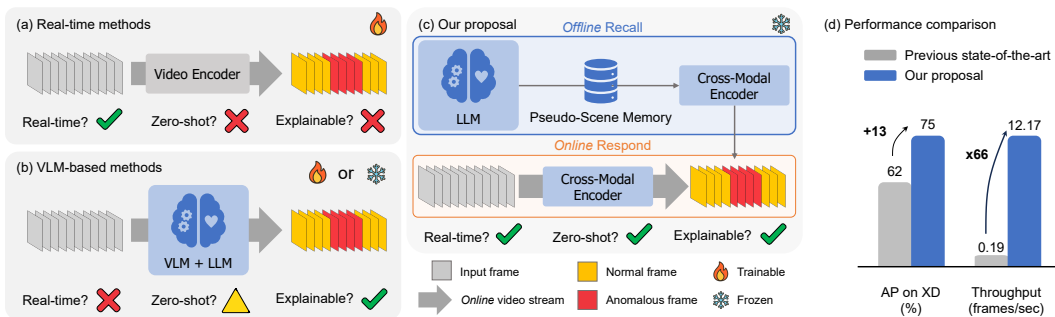 (a) Real-time methods
Video Encoder
Real-time?
Zero-shot?
Explainable?
(b) VLM-based methods
or
VLM + LLM
Real-time?
Zero-shot?
Explainable?
(c) Our proposal
Offline Recall
LLM
Pseudo-Scene Memory
Cross-Modal
Encoder
Online Respond
Cross-Modal
Encoder
Real-time?
Zero-shot?
Explainable?
Input frame
Normal frame
Trainable
Online video stream
Anomalous frame
Frozen
(d) Performance comparison
Previous state-of-the-art
Our proposal
+13
75
62
x66
12.17
0.19
AP on XD
(%)
Throughput
(frames/sec)